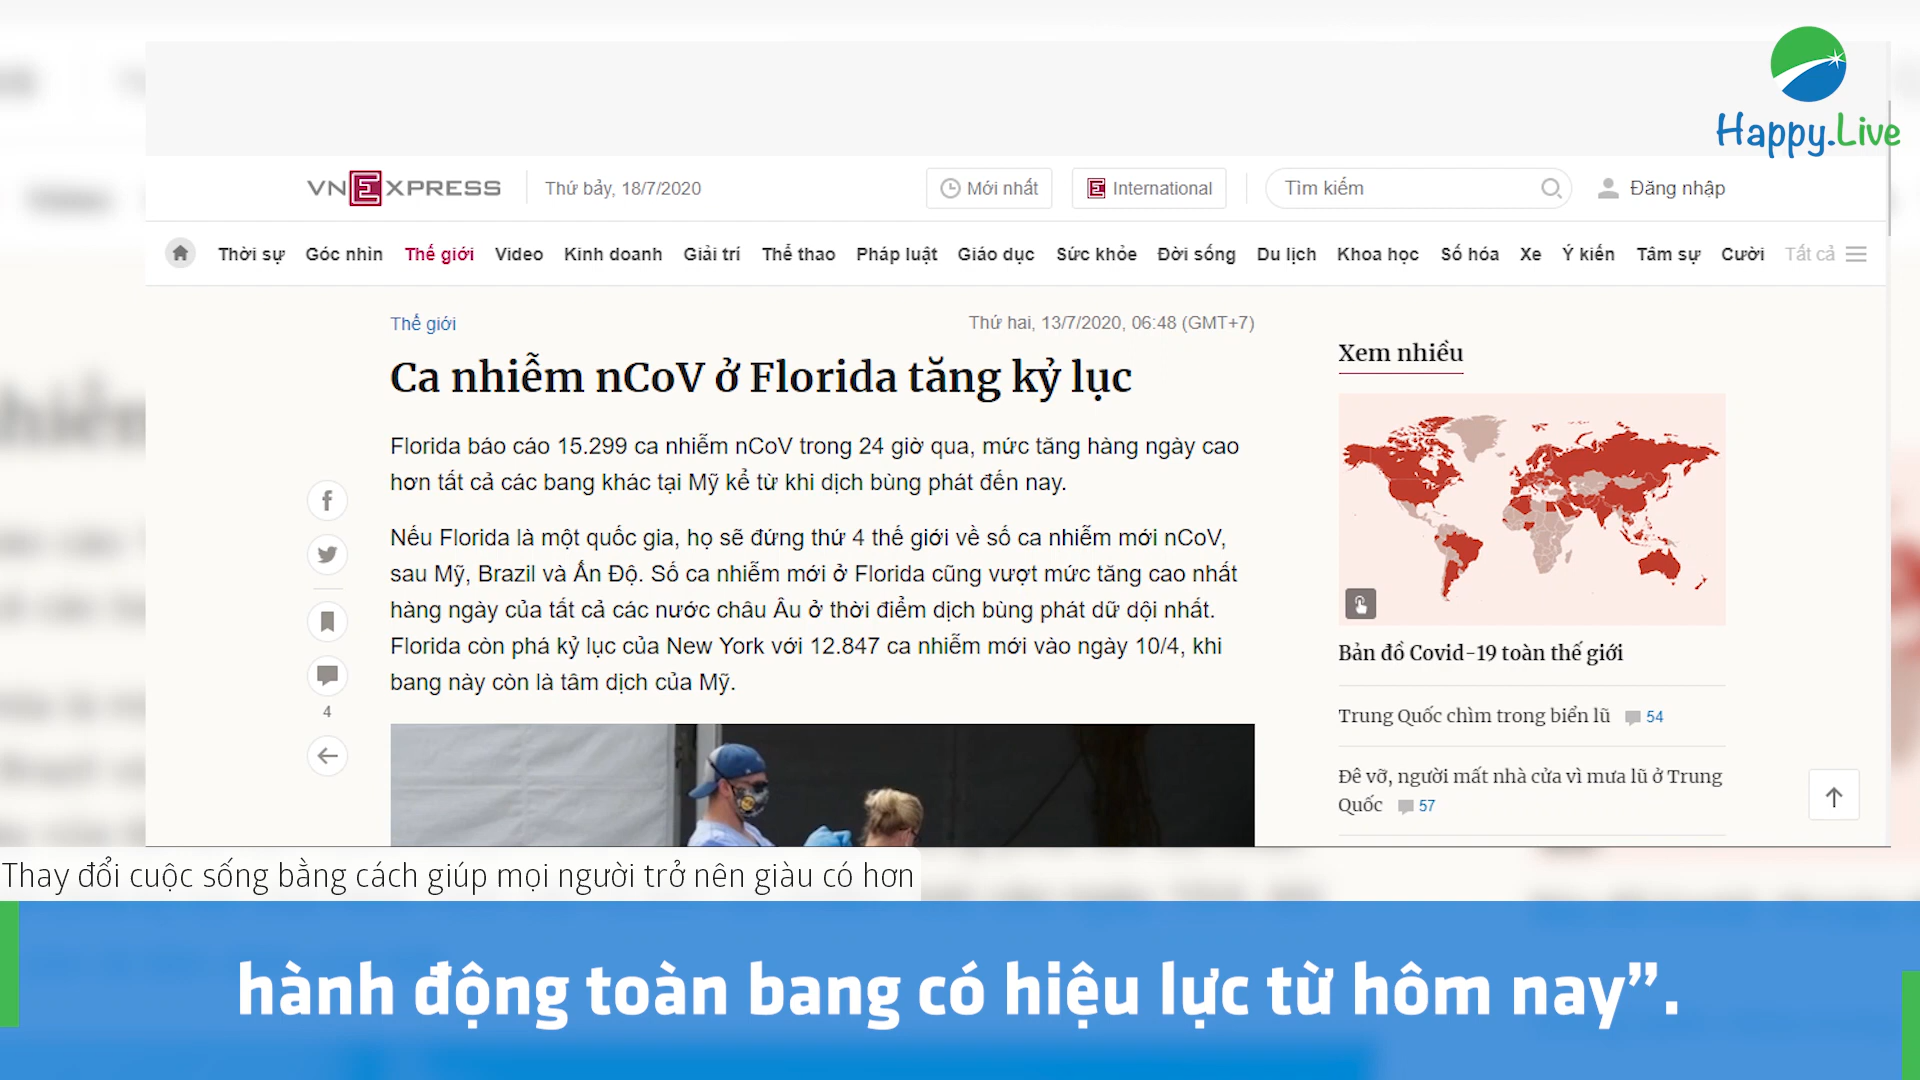 Happy.Live
VNEXPRESS
Thứ bảy, 18/7/2020
Mới nhất
International
Tìm kiếm
Đăng nhập
Thời sự Góc nhìn Thế giới Video Kinh doanh Giải trí Thể thao Pháp luật Giáo dục Sức khỏe Đời sống Du lịch Khoa học Số hóa Xe Ý kiến Tâm sự Cười Tất cả
Thế giới
Thứ hai, 13/7/2020, 06:48 (GMT+7)
Ca nhiễm nCoV ở Florida tăng kỷ lục
Florida báo cáo 15.299 ca nhiễm nCoV trong 24 giờ qua, mức tăng hàng ngày cao
hơn tất cả các bang khác tại Mỹ kể từ khi dịch bùng phát đến nay.
Nếu Florida là một quốc gia, họ sẽ đứng thứ 4 thế giới về số ca nhiễm mới nCoV,
sau Mỹ, Brazil và Ấn Độ. Số ca nhiễm mới ở Florida cũng vượt mức tăng cao nhất
hàng ngày của tất cả các nước châu Âu ở thời điểm dịch bùng phát dữ dội nhất.
Florida còn phá kỷ lục của New York với 12.847 ca nhiễm mới vào ngày 10/4, khi
bang này còn là tâm dịch của Mỹ.
4
Xem nhiều
Bản đồ Covid-19 toàn thế giới
Trung Quốc chìm trong biển lũ 54
Đê vỡ, người mất nhà cửa vì mưa lũ ở Trung
Quốc 57
Thay đổi cuộc sống bằng cách giúp mọi người trở nên giàu có hơn
hành động toàn bang có hiệu lực từ hôm nay”.